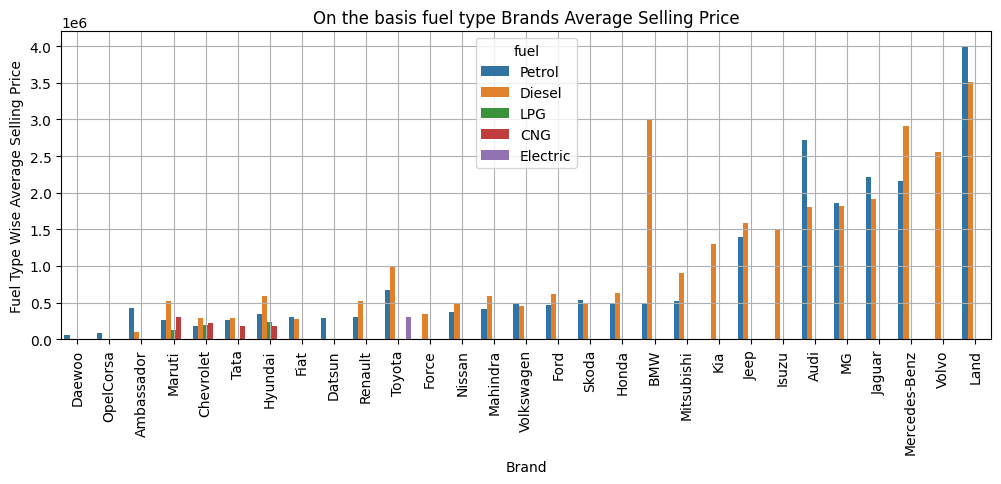 On the basis fuel type Brands Average Selling Price
1e6
Fuel Type Wise Average Selling Price
4.0
3.5
3.0
2.5
2.0
1.5
1.0
0.5
0.0
fuel
Petrol
Diesel
LPG
CNG
Electric
Daewoo
OpelCorsa
Ambassador
Maruti
Chevrolet
Tata
Hyundai
Fiat
Datsun
Renault
Toyota
Force
Nissan
Mahindra
Volkswagen
Ford
Skoda
Honda
BMW
Mitsubishi
Kia
Jeep
Isuzu
Audi
MG
Jaguar
Mercedes-Benz
Volvo
Land
Brand